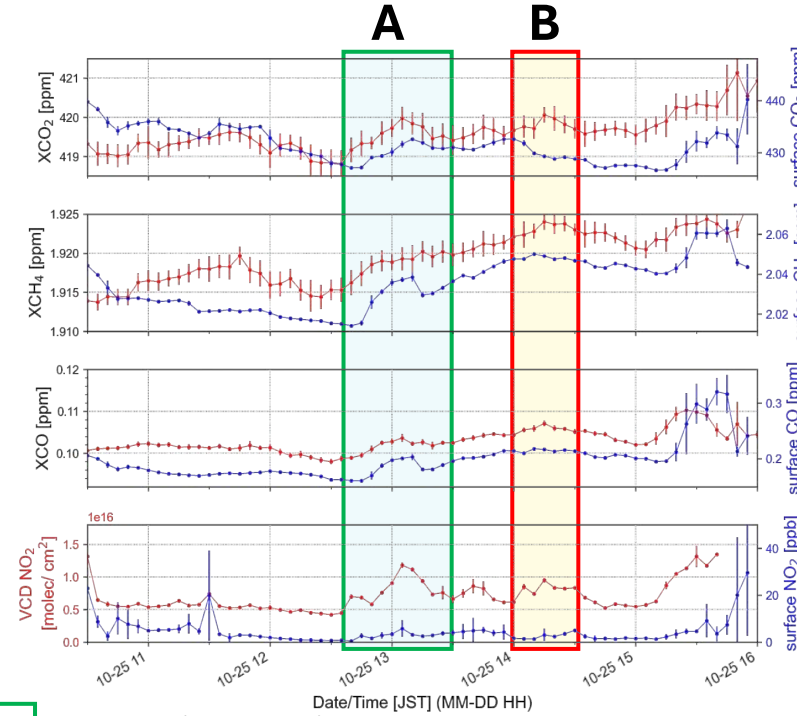 A
B
XCO₂ [ppm]
421
420
419
440
430
surface CO₂ [ppm]
XCH₄ [ppm]
1.925
1.920
1.915
1.910
2.06
2.04
2.02
XCO [ppm]
0.12
0.11
0.10
0.3
0.2
surface CO [ppm]
1e16
VCD NO₂
[molec/ cm²]
1.5
1.0
0.5
0.0
40
20
0
surface NO₂ [ppb]
10-25 11
10-25 12
10-25 13
10-25 14
10-25 15
10-25 16
Date/Time [JST] (MM-DD HH)